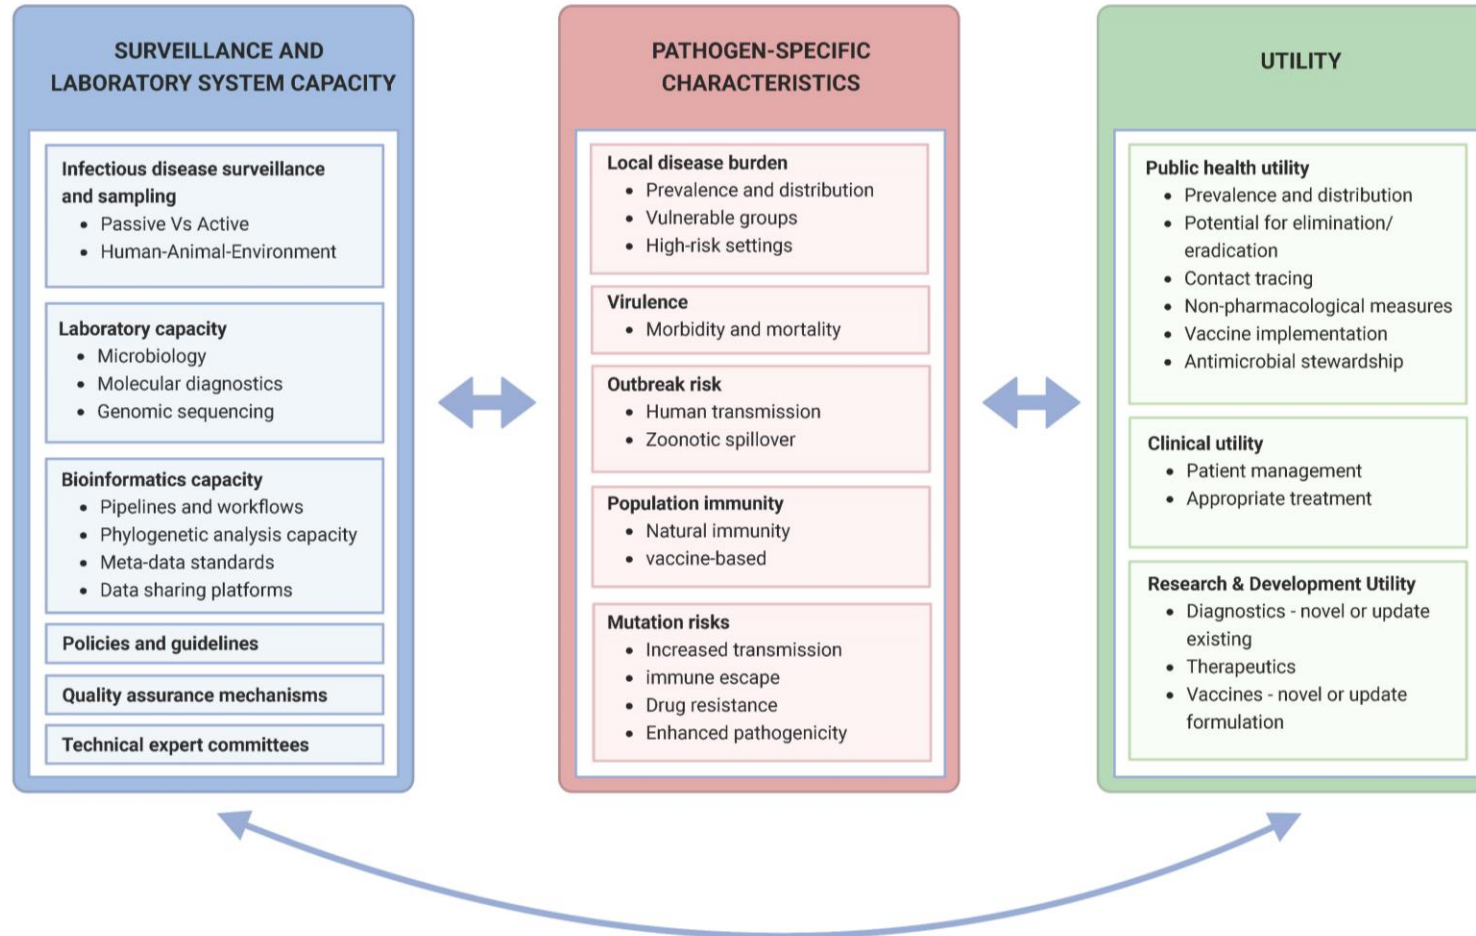 SURVEILLANCE AND
LABORATORY SYSTEM CAPACITY
Infectious disease surveillance
and sampling
• Passive Vs Active
• Human-Animal-Environment
Laboratory capacity
• Microbiology
• Molecular diagnostics
• Genomic sequencing
Bioinformatics capacity
• Pipelines and workflows
• Phylogenetic analysis capacity
• Meta-data standards
• Data sharing platforms
Policies and guidelines
Quality assurance mechanisms
Technical expert committees
PATHOGEN-SPECIFIC
CHARACTERISTICS
Local disease burden
• Prevalence and distribution
• Vulnerable groups
• High-risk settings
Virulence
• Morbidity and mortality
Outbreak risk
• Human transmission
• Zoonotic spillover
Population immunity
• Natural immunity
• vaccine-based
Mutation risks
• Increased transmission
• immune escape
• Drug resistance
• Enhanced pathogenicity
UTILITY
Public health utility
• Prevalence and distribution
• Potential for elimination/
eradication
• Contact tracing
• Non-pharmacological measures
• Vaccine implementation
• Antimicrobial stewardship
Clinical utility
• Patient management
• Appropriate treatment
Research & Development Utility
• Diagnostics - novel or update
existing
• Therapeutics
• Vaccines - novel or update
formulation